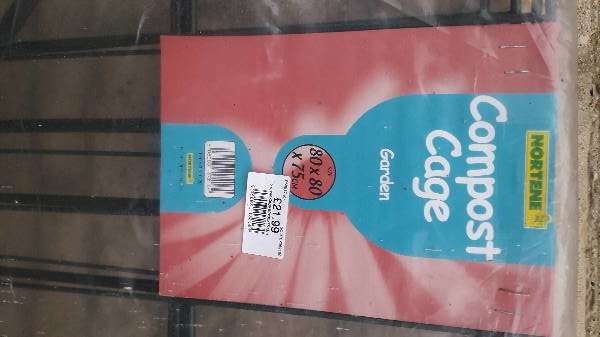 NORTENE
Compost
Cage
Garden
80 x 80
x 75cm
£21.99